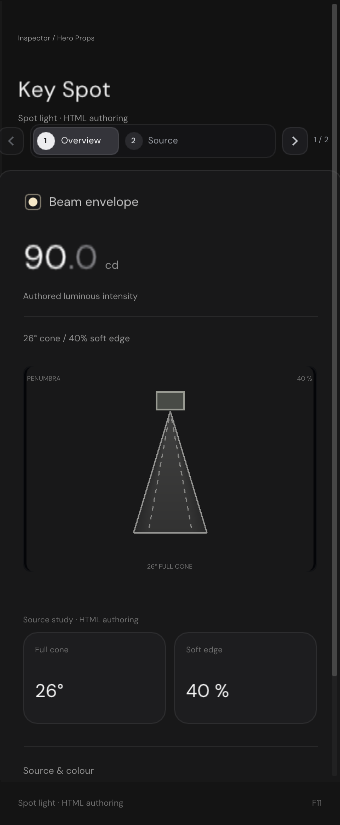 Inspector / Hero Props
Key Spot
Spot light · HTML authoring
1 Overview 2 Source 1 / 2
Beam envelope
90.0 cd
Authored luminous intensity
26° cone / 40% soft edge
PENUMBRA 40 %
26° FULL CONE
Source study · HTML authoring
Full cone Soft edge
26° 40 %
Source & colour
Spot light · HTML authoring F11